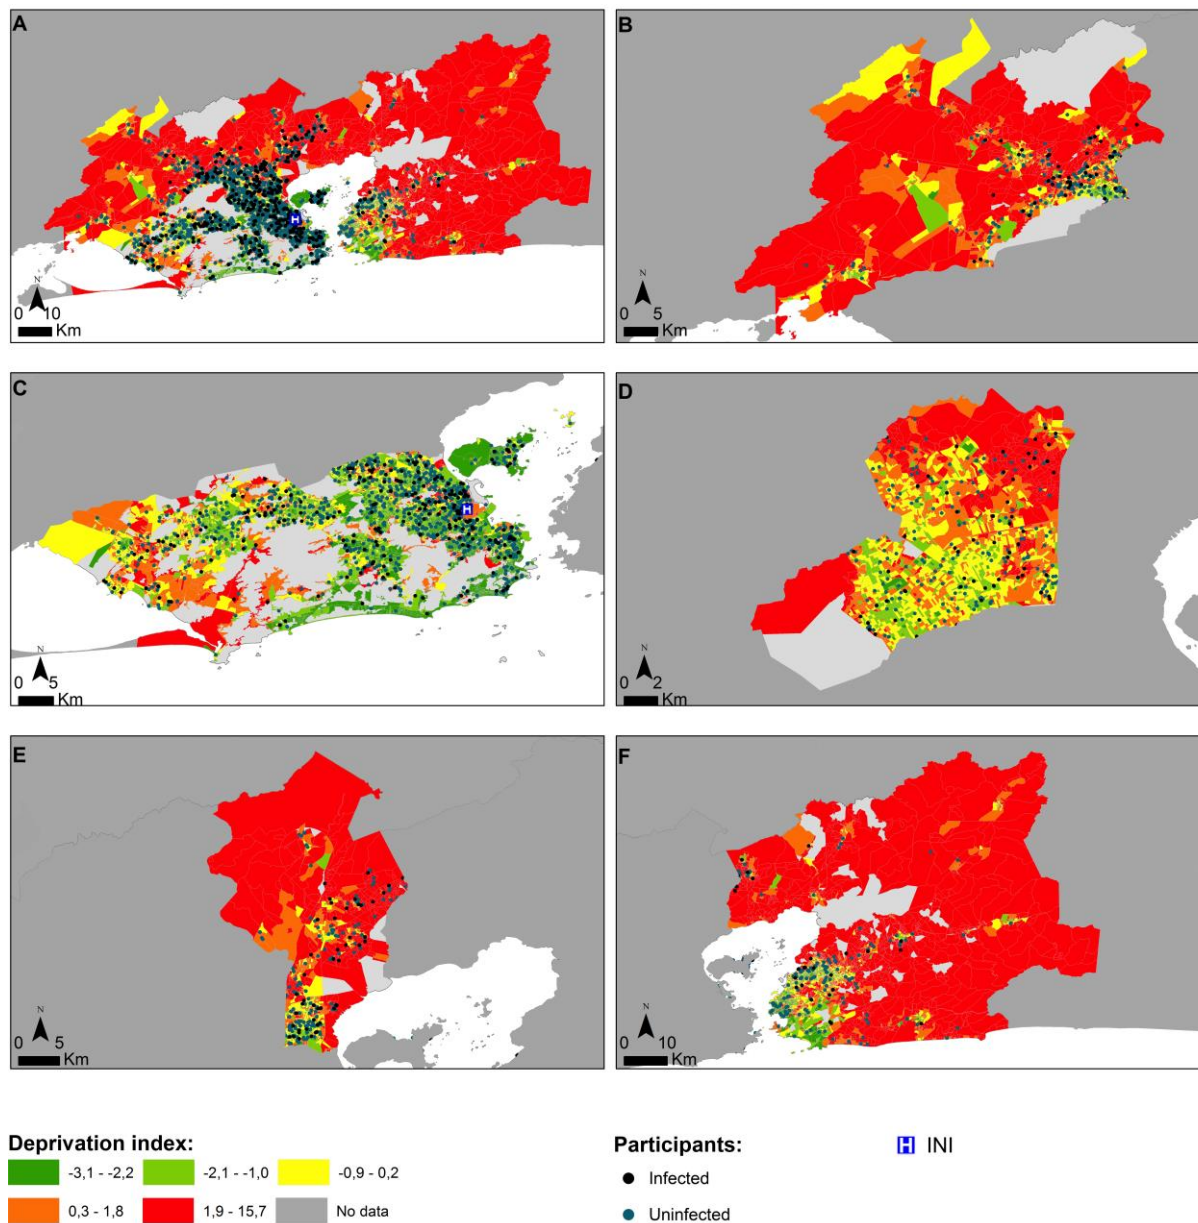 A
N
0 10
Km
H
B
N
0 5
Km
C
N
0 5
Km
H
D
N
0 2
Km
E
N
0 5
Km
F
N
0 10
Km
Deprivation index:
-3,1 - -2,2
-2,1 - -1,0
-0,9 - 0,2
0,3 - 1,8
1,9 - 15,7
No data
Participants:
Infected
Uninfected
H INI